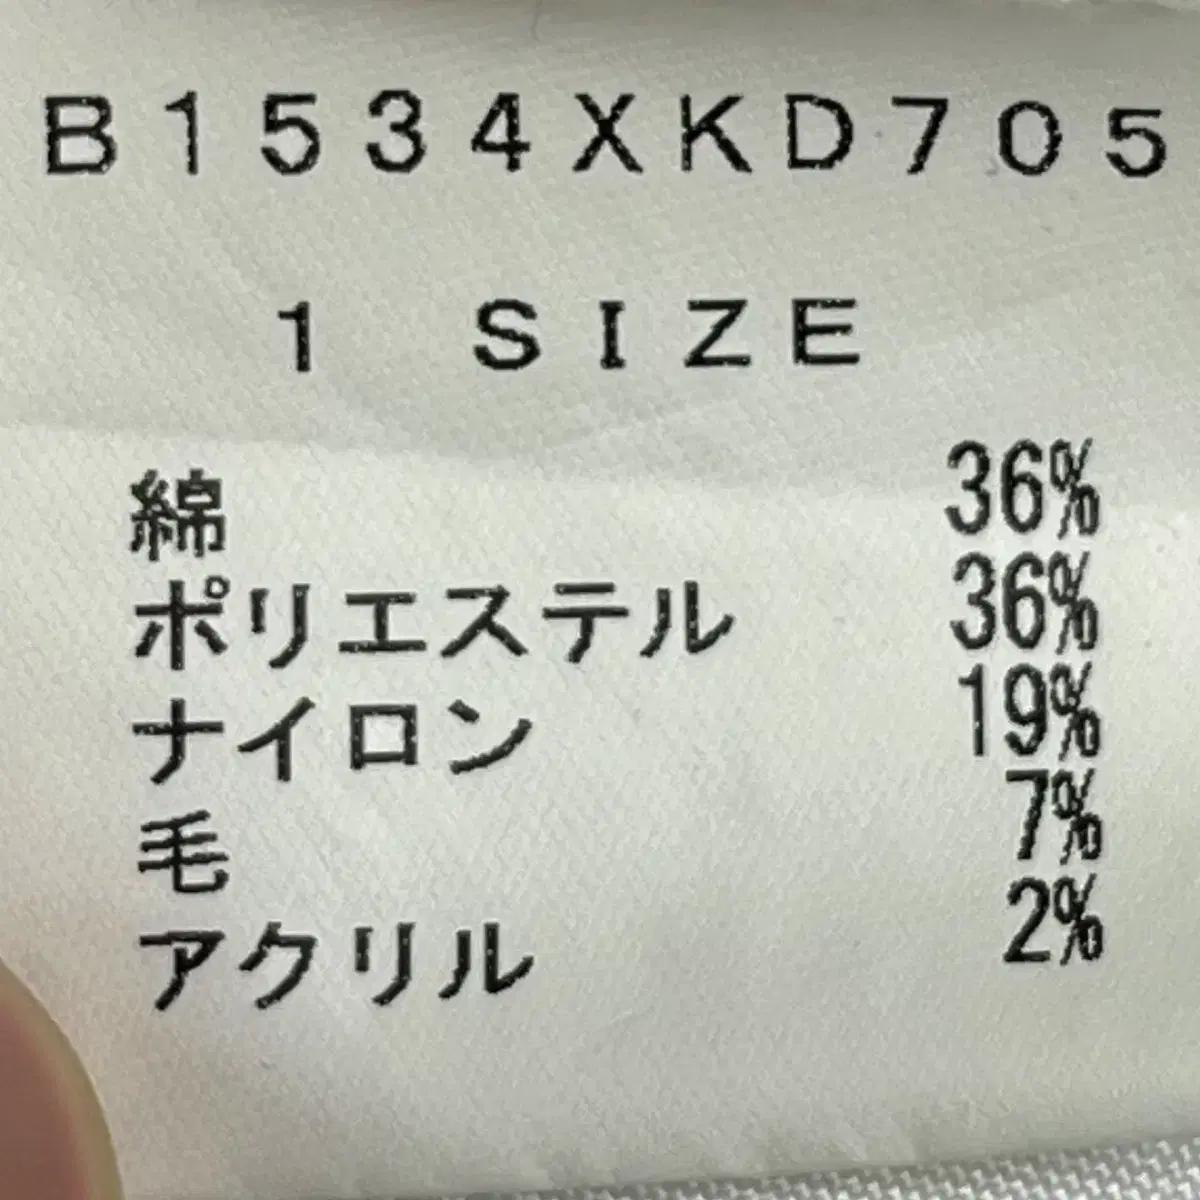 B1534XKD705
1 SIZE
綿 36%
ポリエステル 36%
ナイロン 19%
毛 7%
アクリル 2%